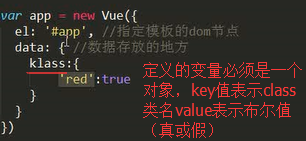 var app = new Vue({
el: '#app', //指定模板的dom节点
data: { //数据存放的地方
klass:{
'red':true
}
}
})
定义的变量必须是一个
对象，key值表示class
类名value表示布尔值
（真或假）